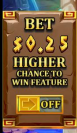 BET
$0.25
HIGHER
CHANCE TO
WIN FEATURE
OFF